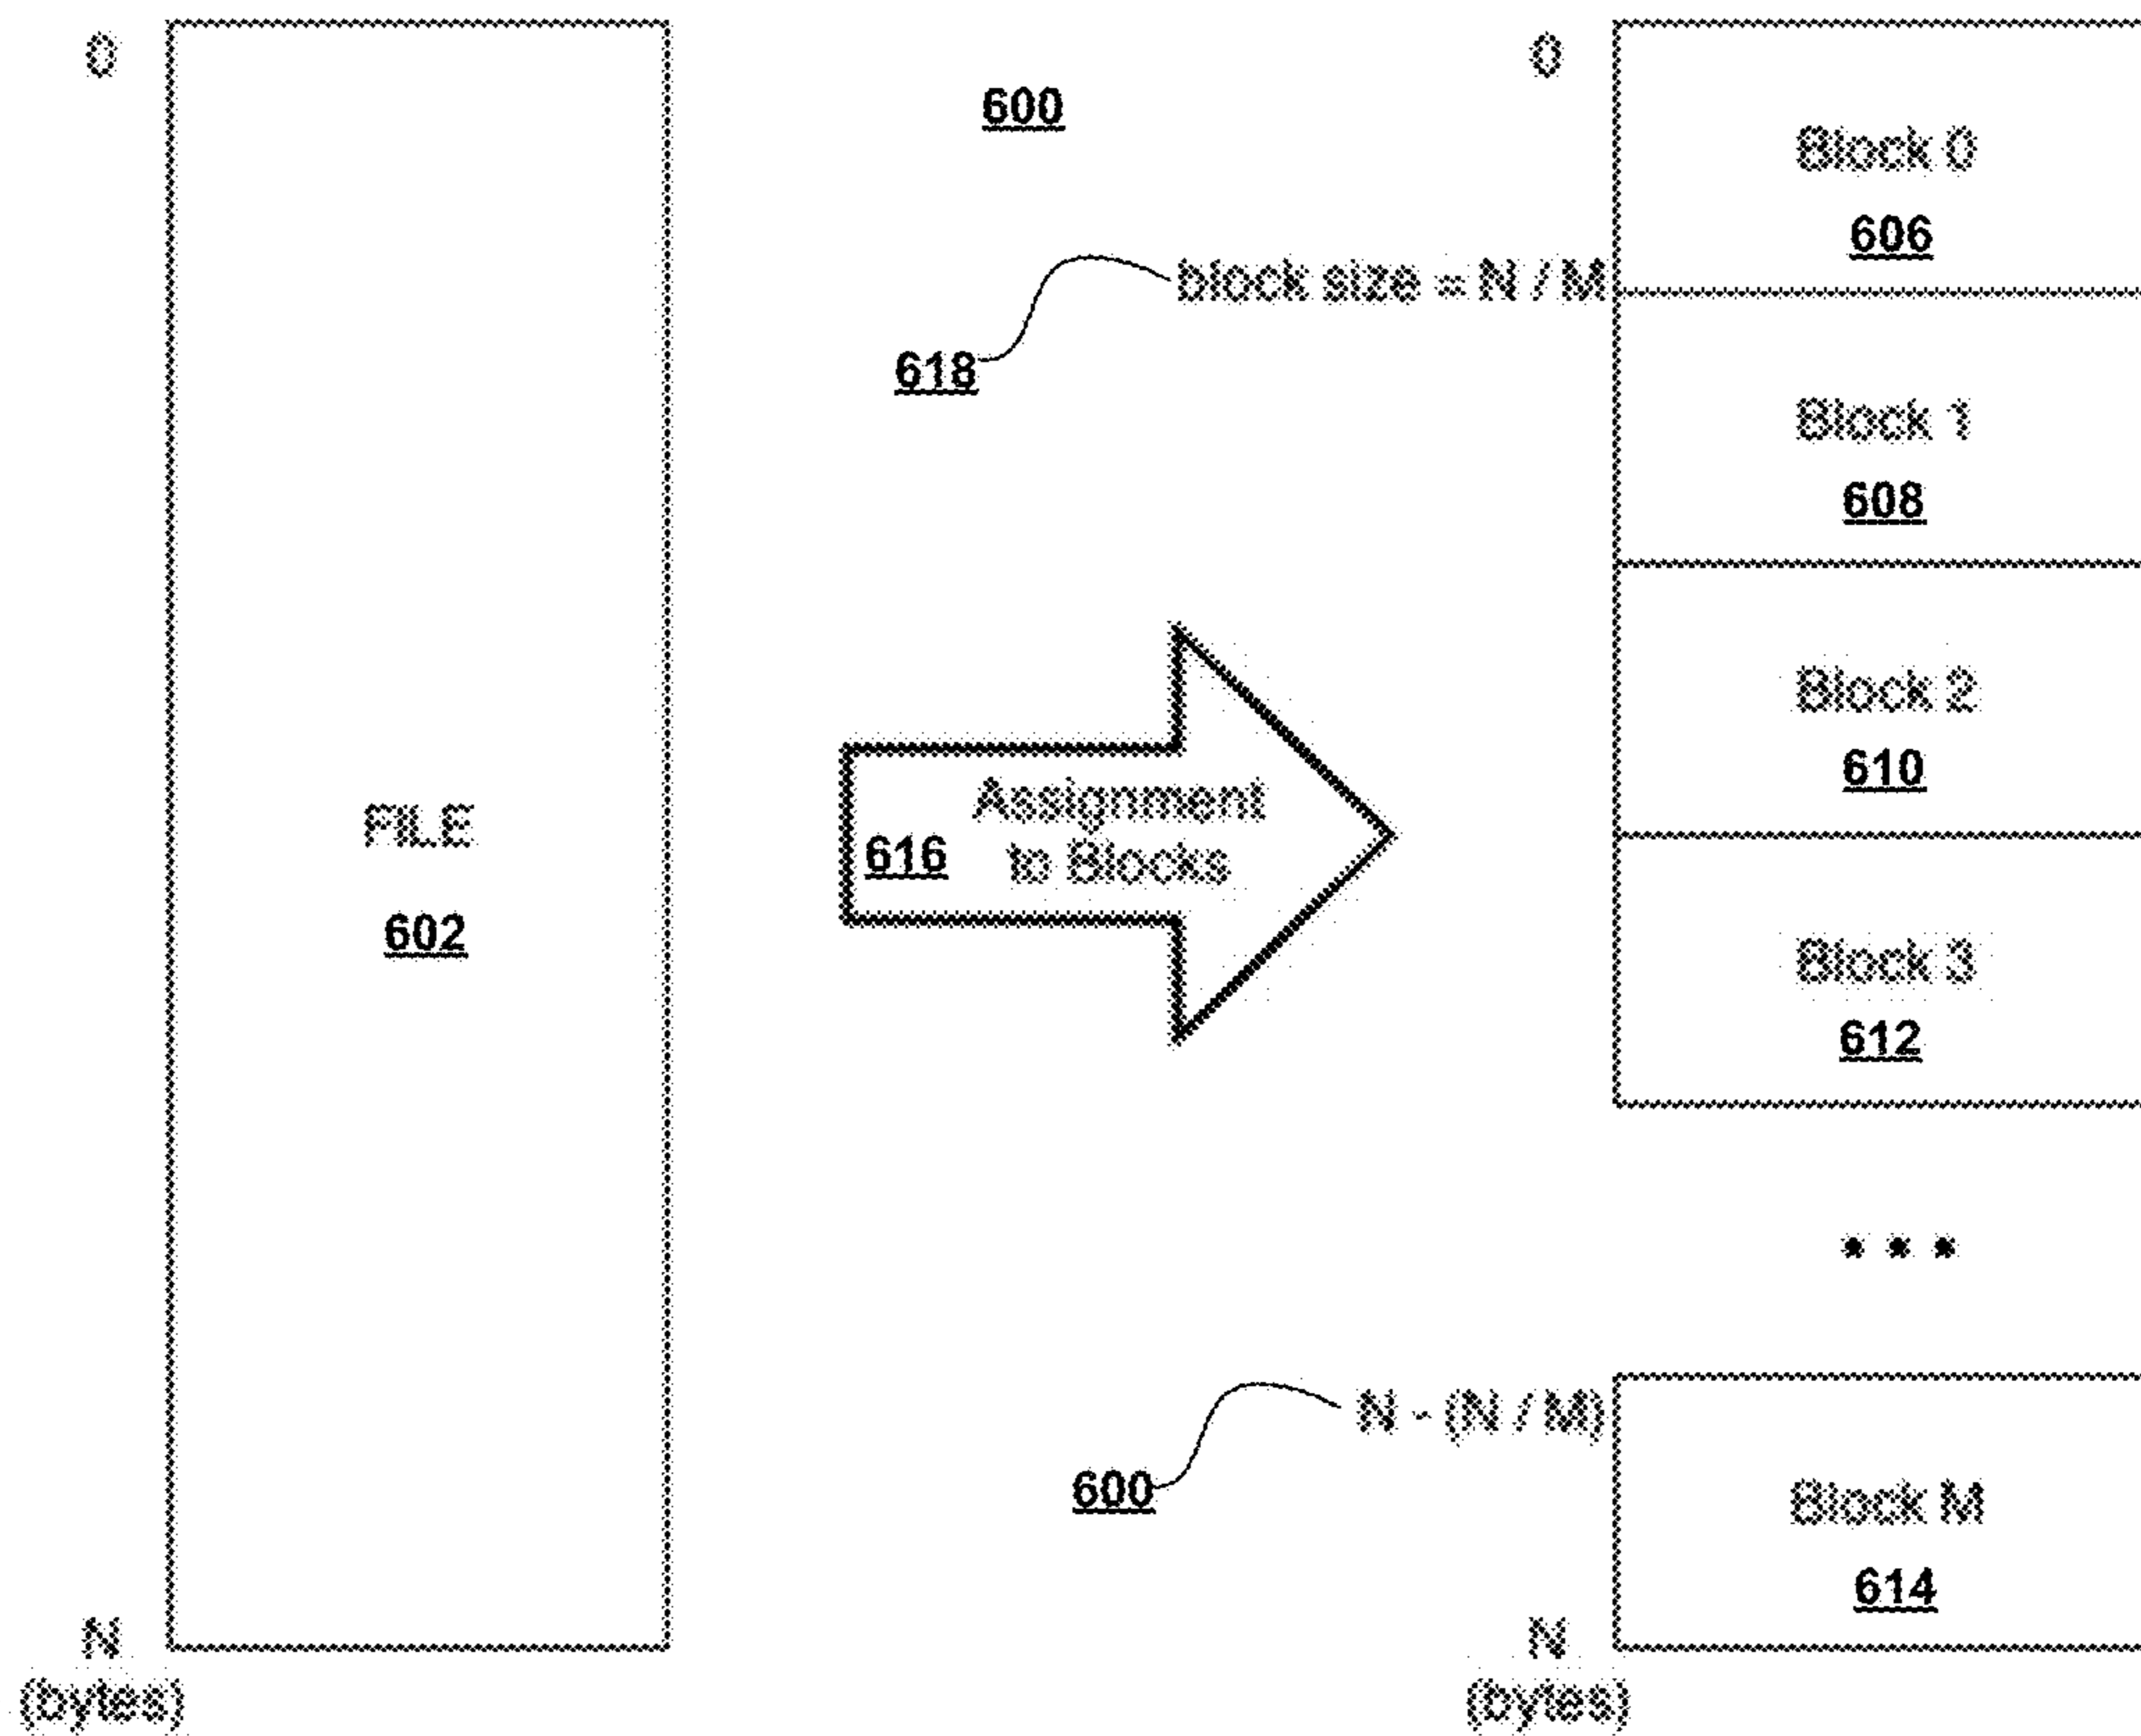 0
FILE
602
N
(bytes)
600
618
block size = N / M
616
Assignment
to Blocks
600
N - (N / M)
0
Block 0
606
Block 1
608
Block 2
610
Block 3
612
• • •
Block M
614
N
(bytes)